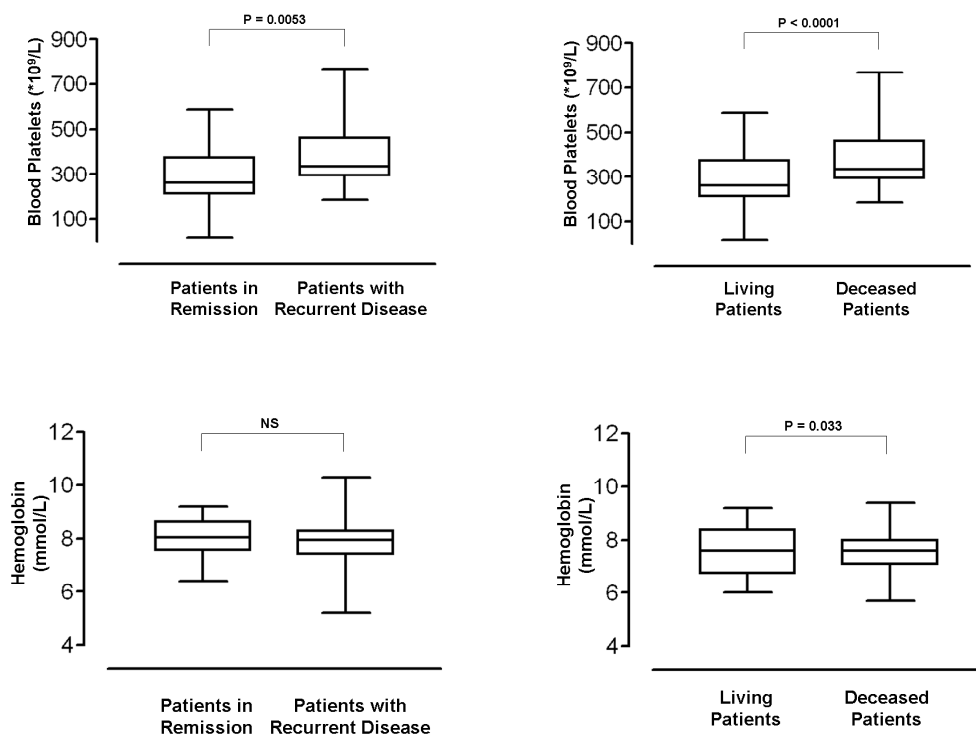 P = 0.0053
Blood Platelets (*10⁹/L)
900
700
500
300
100
Patients in
Remission
Patients with
Recurrent Disease
P < 0.0001
Blood Platelets (*10⁹/L)
900
700
500
300
100
Living
Patients
Deceased
Patients
NS
Hemoglobin
(mmol/L)
12
10
8
6
4
Patients in
Remission
Patients with
Recurrent Disease
P = 0.033
Hemoglobin
(mmol/L)
12
10
8
6
4
Living
Patients
Deceased
Patients